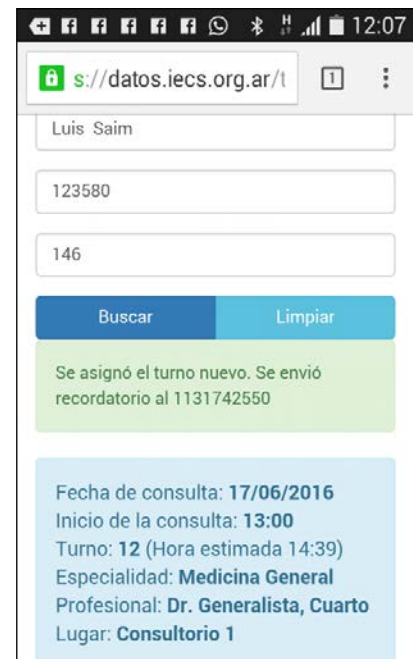 12:07
s://datos.iecs.org.ar/t
1
Luis Saim
123580
146
Buscar Limpiar
Se asignó el turno nuevo. Se envió
recordatorio al 1131742550
Fecha de consulta: 17/06/2016
Inicio de la consulta: 13:00
Turno: 12 (Hora estimada 14:39)
Especialidad: Medicina General
Profesional: Dr. Generalista, Cuarto
Lugar: Consultorio 1